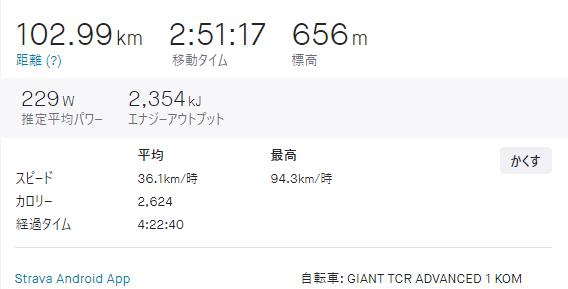 102.99 km 2:51:17 656 m
距離 (?) 移動タイム 標高
229 W 2,354 kJ
推定平均パワー エナジーアウトプット
平均 最高
スピード 36.1km/時 94.3km/時
カロリー 2,624
経過タイム 4:22:40
かくす
Strava Android App 自転車: GIANT TCR ADVANCED 1 KOM